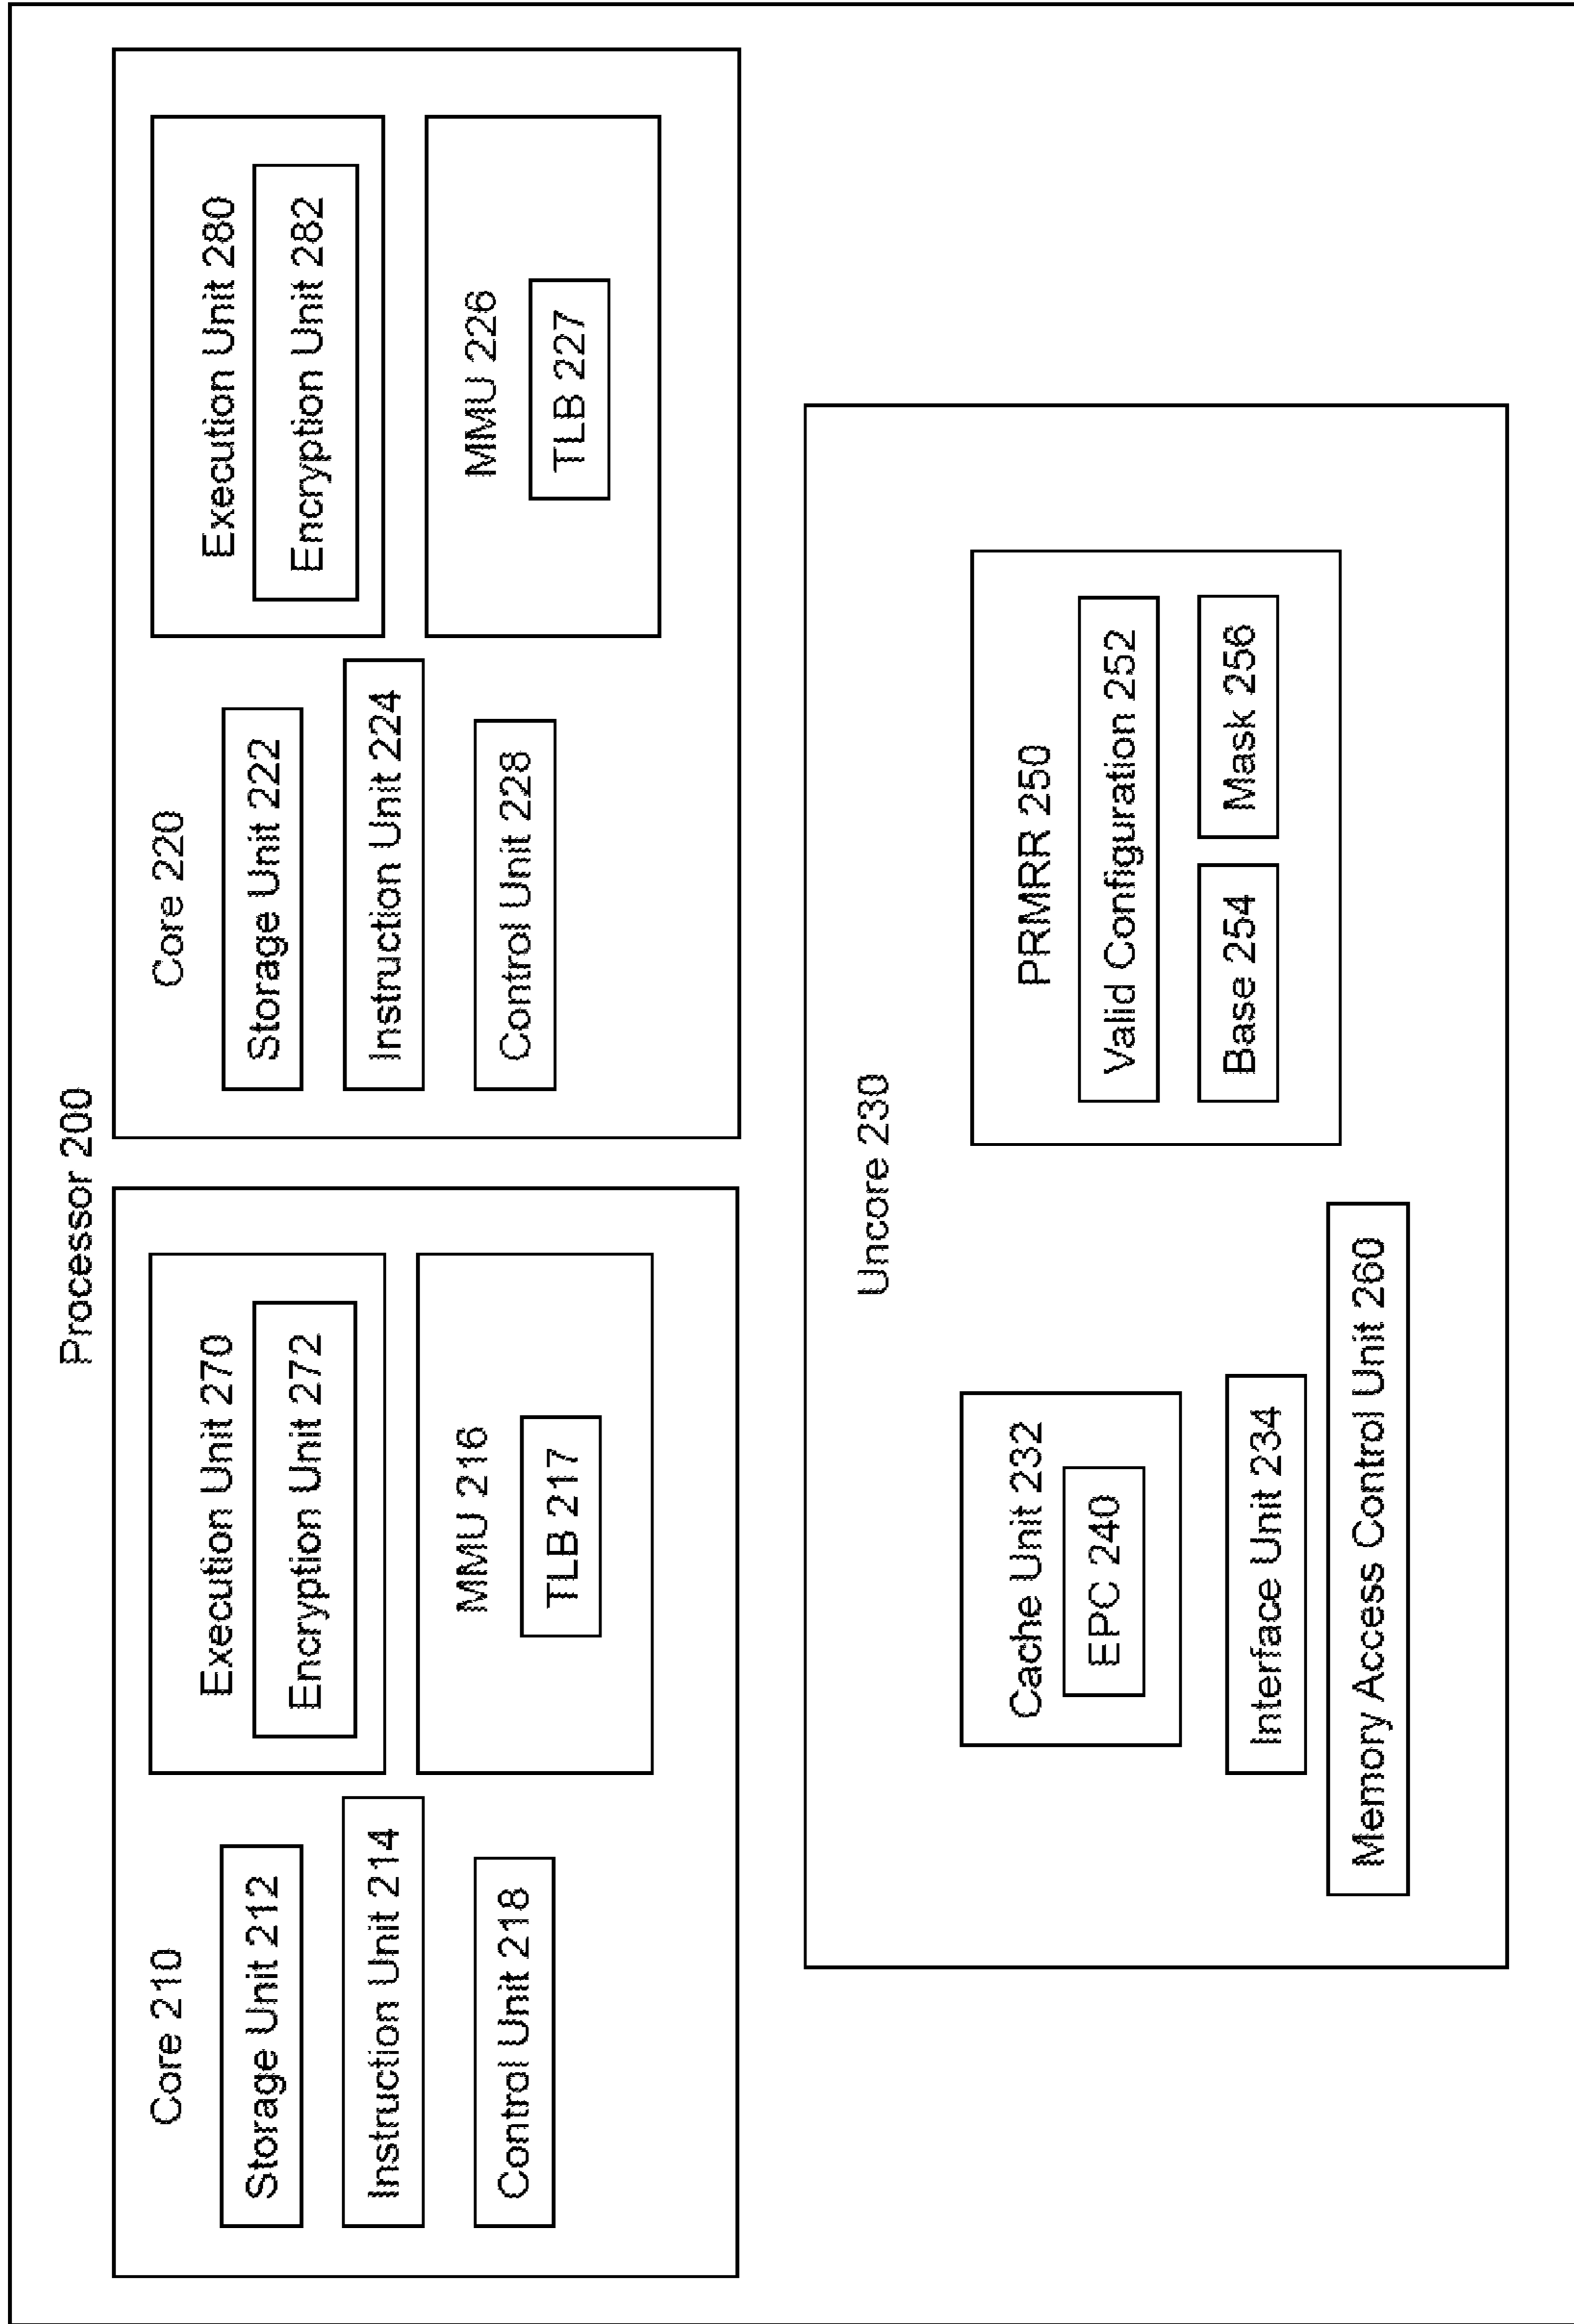 Processor 200
Core 210
Storage Unit 212
Instruction Unit 214
Control Unit 218
Execution Unit 270
Encryption Unit 272
MMU 216
TLB 217
Core 220
Storage Unit 222
Instruction Unit 224
Control Unit 228
Execution Unit 280
Encryption Unit 282
MMU 226
TLB 227
Uncore 230
Cache Unit 232
EPC 240
Interface Unit 234
Memory Access Control Unit 260
PRMRR 250
Valid Configuration 252
Base 254
Mask 256